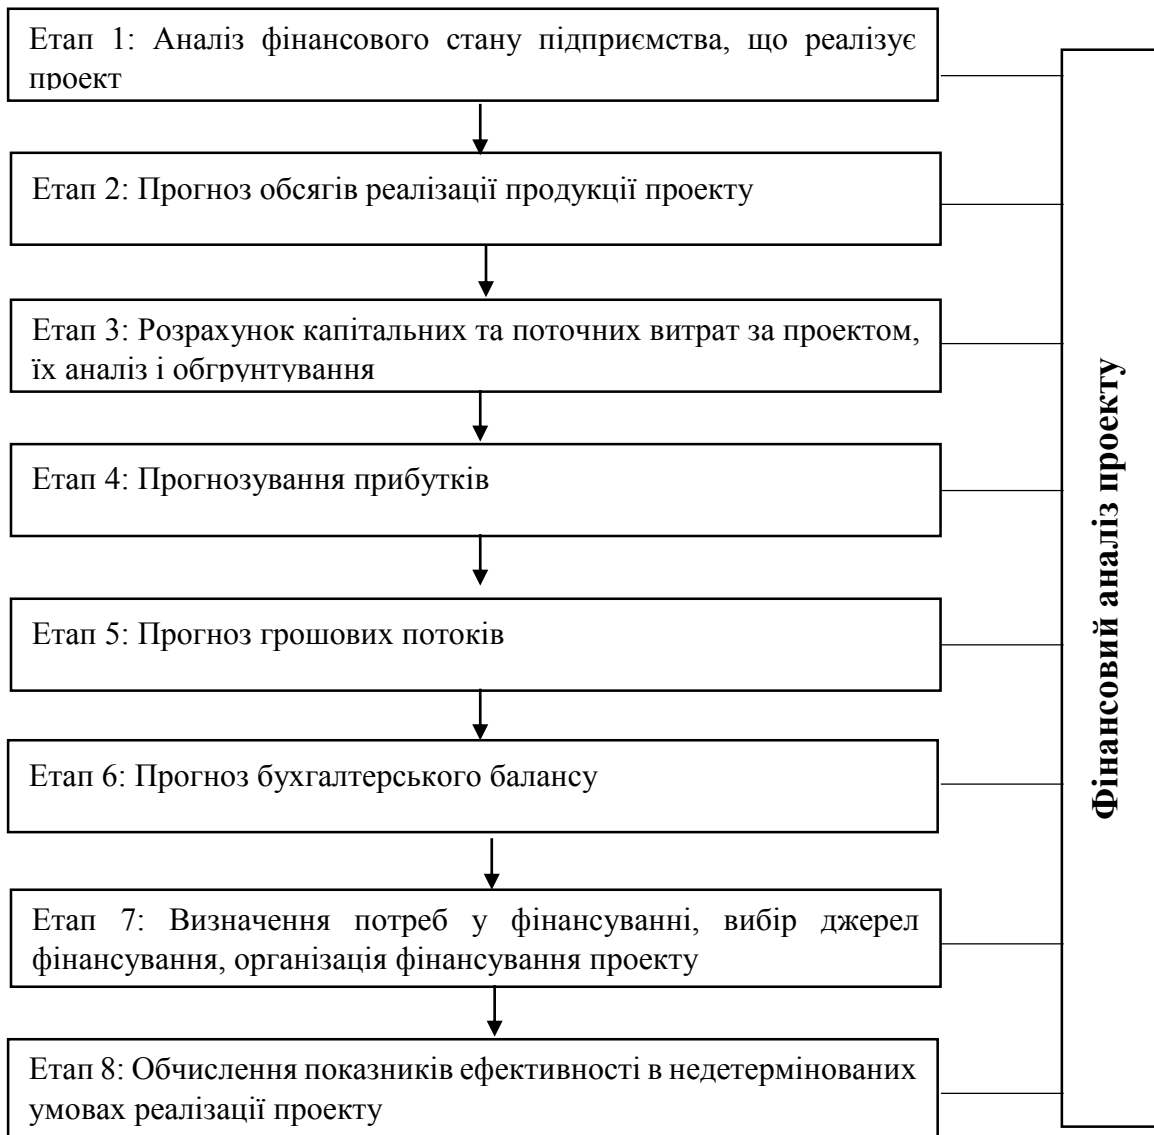 Етап 1: Аналіз фінансового стану підприємства, що реалізує
проект
Етап 2: Прогноз обсягів реалізації продукції проекту
Етап 3: Розрахунок капітальних та поточних витрат за проектом,
їх аналіз і обгрунтування
Етап 4: Прогнозування прибутків
Етап 5: Прогноз грошових потоків
Етап 6: Прогноз бухгалтерського балансу
Етап 7: Визначення потреб у фінансуванні, вибір джерел
фінансування, організація фінансування проекту
Етап 8: Обчислення показників ефективності в недетермінованих
умовах реалізації проекту
Фінансовий аналіз проекту